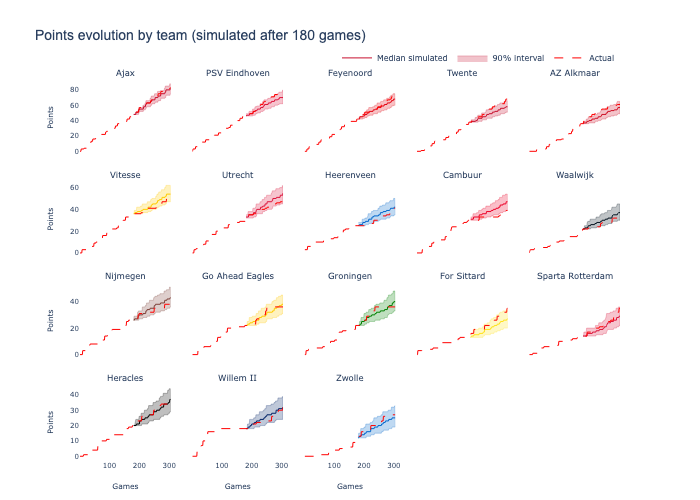 Points evolution by team (simulated after 180 games)
Median simulated 90% interval Actual
Ajax PSV Eindhoven Feyenoord Twente AZ Alkmaar
80
60
40
20
0
Points
Vitesse Utrecht Heerenveen Cambuur Waalwijk
60
40
20
0
Points
Nijmegen Go Ahead Eagles Groningen For Sittard Sparta Rotterdam
40
20
0
Points
Heracles Willem II Zwolle
40
30
20
10
0
Points
100 200 300 100 200 300 100 200 300
Games Games Games